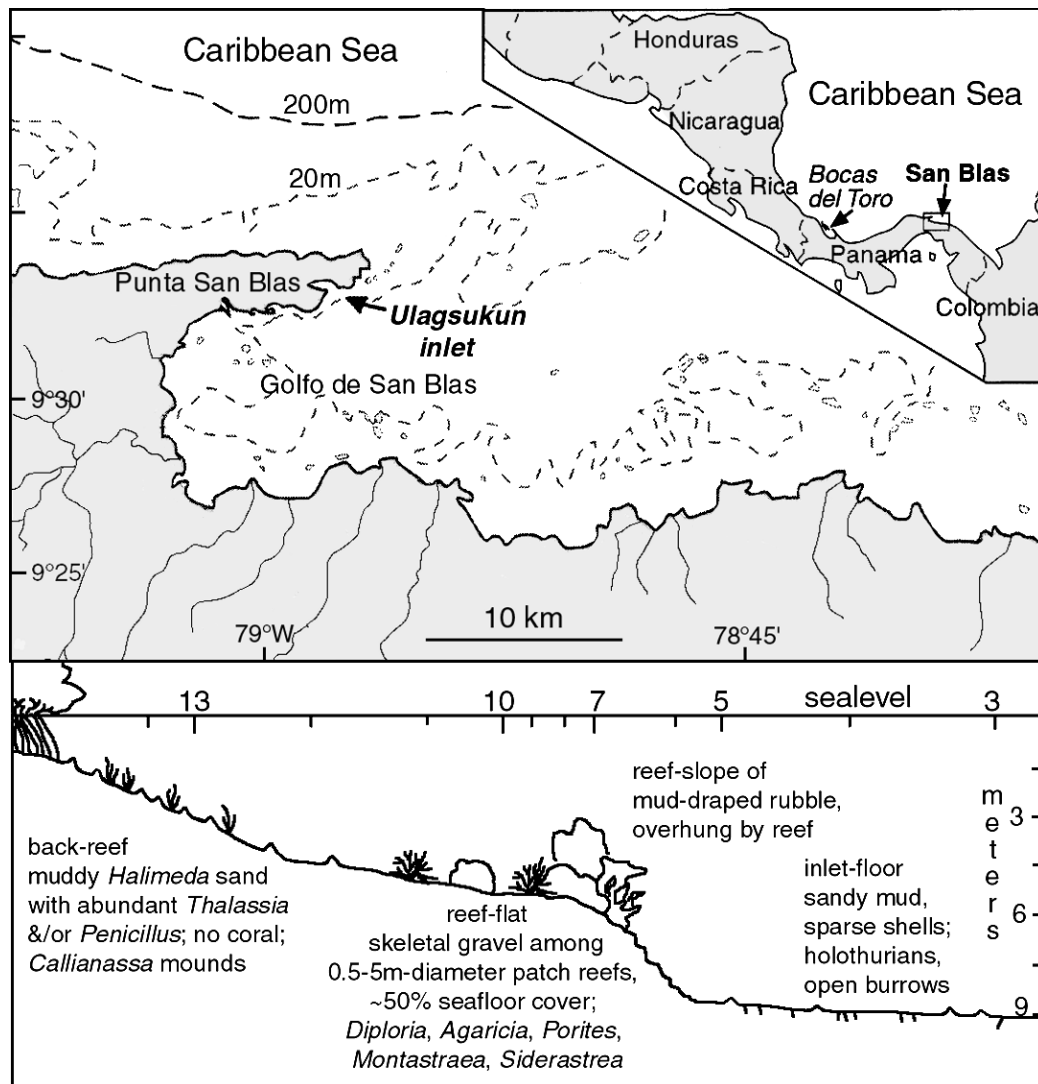 Caribbean Sea
200m
20m
Punta San Blas
Ulagsukun
inlet
Golfo de San Blas
9°30'
9°25'
79°W
10 km
78°45'
Honduras
Caribbean Sea
Nicaragua
Costa Rica
Bocas
del Toro
San Blas
Panama
Colombia
13
10
7
5
sealevel
3
back-reef
muddy Halimeda sand
with abundant Thalassia
&/or Penicillus; no coral;
Callianassa mounds
reef-flat
skeletal gravel among
0.5-5m-diameter patch reefs,
~50% seafloor cover;
Diploria, Agaricia, Porites,
Montastraea, Siderastrea
reef-slope of
mud-draped rubble,
overhung by reef
inlet-floor
sandy mud,
sparse shells;
holothurians,
open burrows
meters
3
6
9